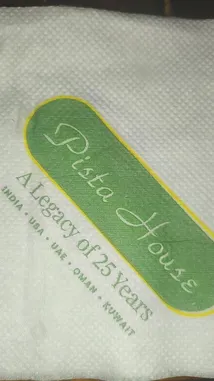 Pista House
A Legacy of 25 Years
INDIA • USA • UAE • OMAN • KUWAIT